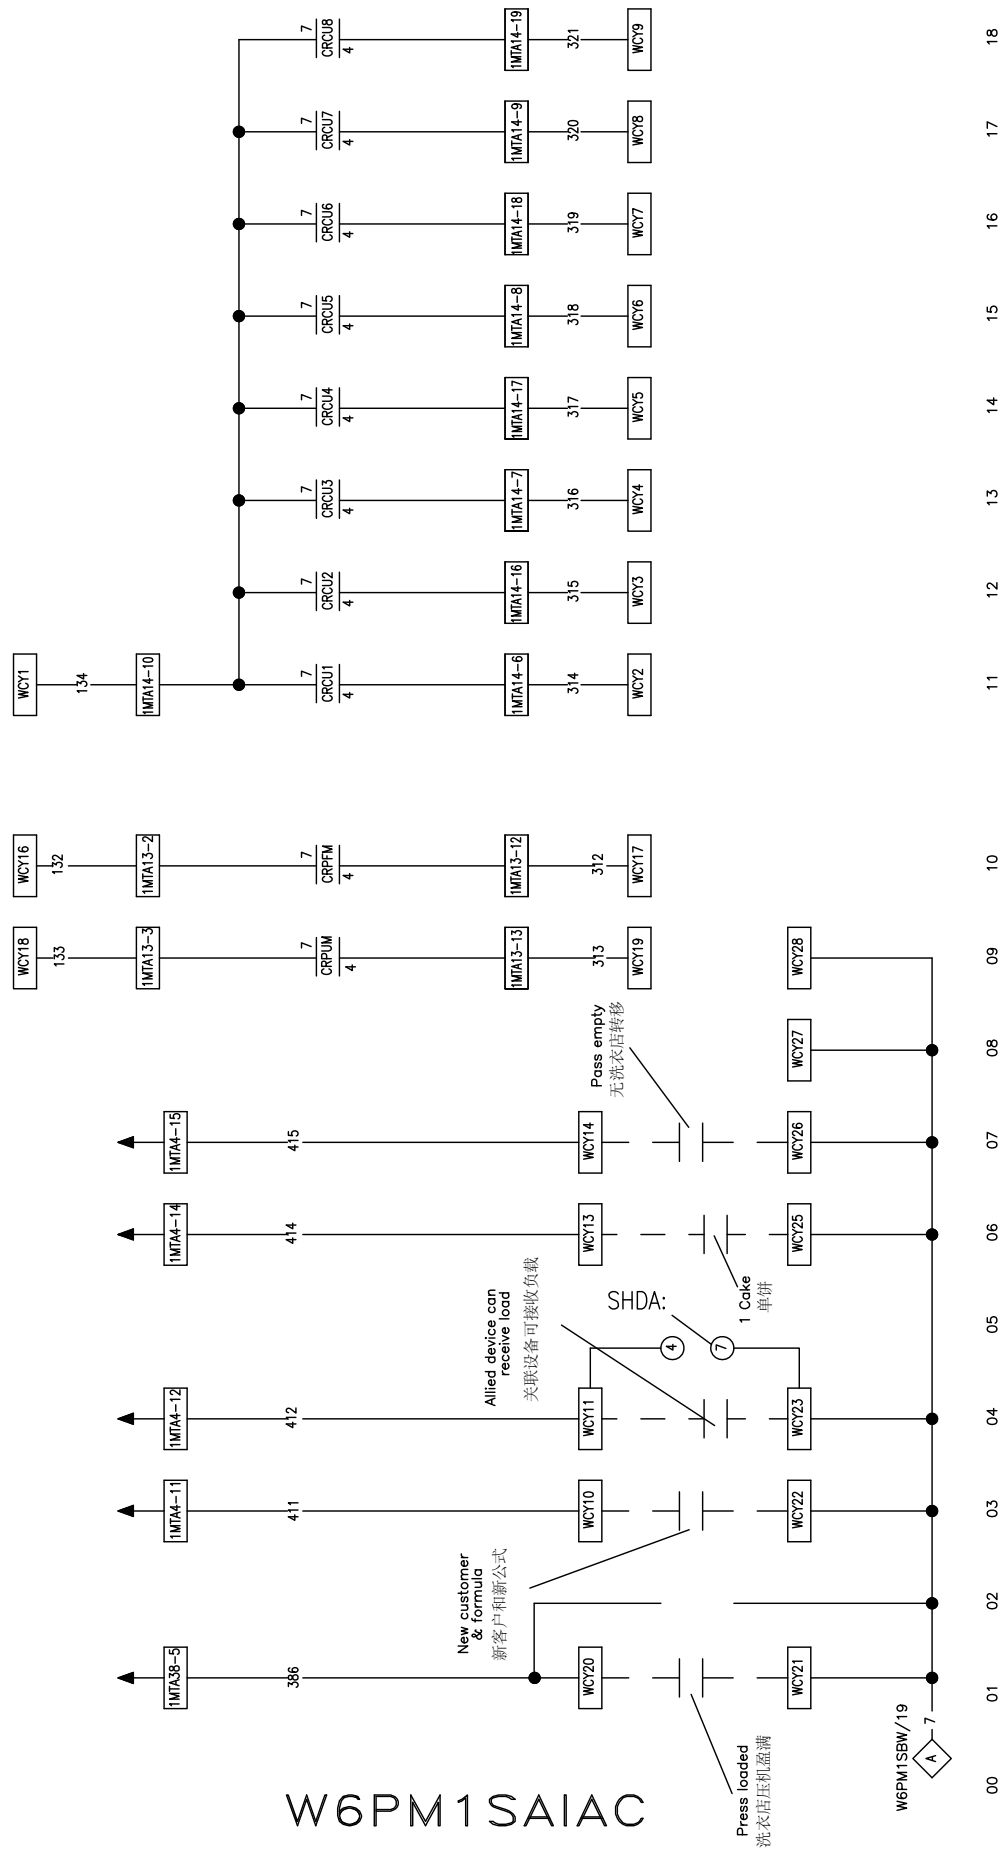 W6PM1SAIAC
W6PM1SBW/19
A
7
00
01
02
03
04
05
06
07
08
09
10
11
12
13
14
15
16
17
18
1MTA38-5
386
WCY20
WCY21
Press loaded
洗衣店压机盈满
New customer
& formula
新客户和新公式
1MTA4-11
411
WCY10
WCY22
1MTA4-12
412
WCY11
WCY23
Allied device can
receive load
关联设备可接收负载
SHDA:
4
7
1MTA4-14
414
WCY13
WCY25
1 Cake
单饼
1MTA4-15
415
WCY14
WCY26
Pass empty
无洗衣店转移
WCY27
WCY28
WCY18
133
1MTA13-3
7
CRPUM
4
1MTA13-13
313
WCY19
WCY16
132
1MTA13-2
7
CRPFM
4
1MTA13-12
312
WCY17
WCY1
134
1MTA14-10
7
CRCU1
4
1MTA14-6
314
WCY2
7
CRCU2
4
1MTA14-16
315
WCY3
7
CRCU3
4
1MTA14-7
316
WCY4
7
CRCU4
4
1MTA14-17
317
WCY5
7
CRCU5
4
1MTA14-8
318
WCY6
7
CRCU6
4
1MTA14-18
319
WCY7
7
CRCU7
4
1MTA14-9
320
WCY8
7
CRCU8
4
1MTA14-19
321
WCY9